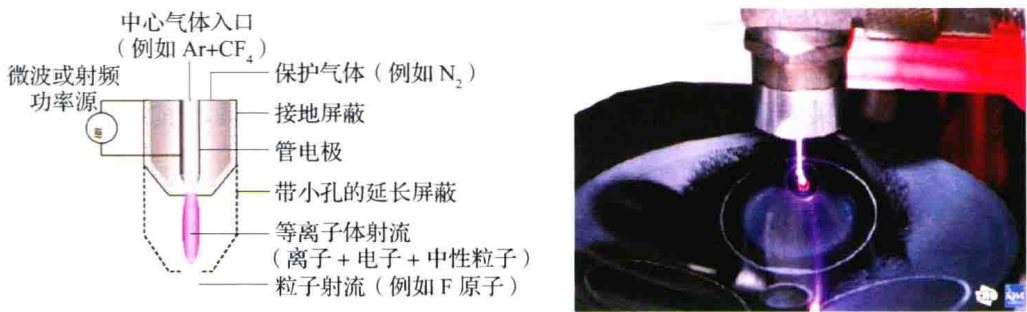 中心气体入口
（例如 Ar+CF₄）
微波或射频
功率源
保护气体（例如 N₂）
接地屏蔽
管电极
带小孔的延长屏蔽
等离子体射流
（离子 + 电子 + 中性粒子）
粒子射流（例如 F 原子）